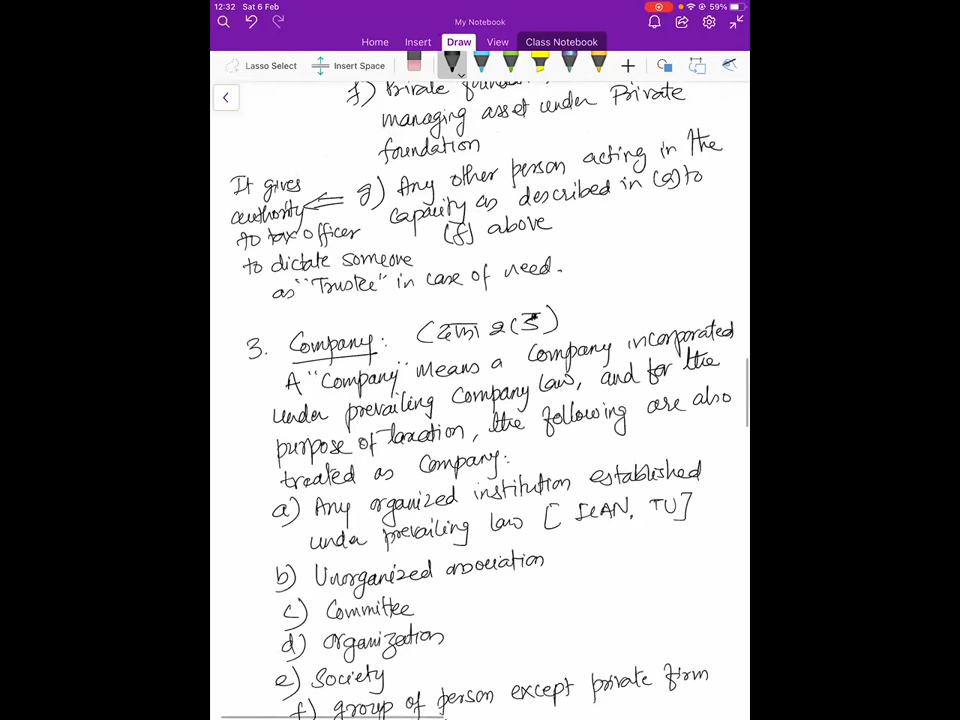 12:32 Sat 6 Feb
59%
My Notebook
Home Insert Draw View Class Notebook
Lasso Select Insert Space
f) Private
managing asset under Private
foundation
It gives
authority
to tax officer
to dictate someone
as "Trustee" in case of need.
g) Any other person acting in the
capacity as described in (a) to
(f) above
3. Company: ( 2( )
A "Company" means a Company incorporated
under prevailing Company law, and for the
purpose of taxation, the following are also
treated as Company:
a) Any organized institution established
under prevailing law [ ICAN, TU]
b) Unorganized association
c) Committee
d) Organization
e) Society
f) group of person except private firm